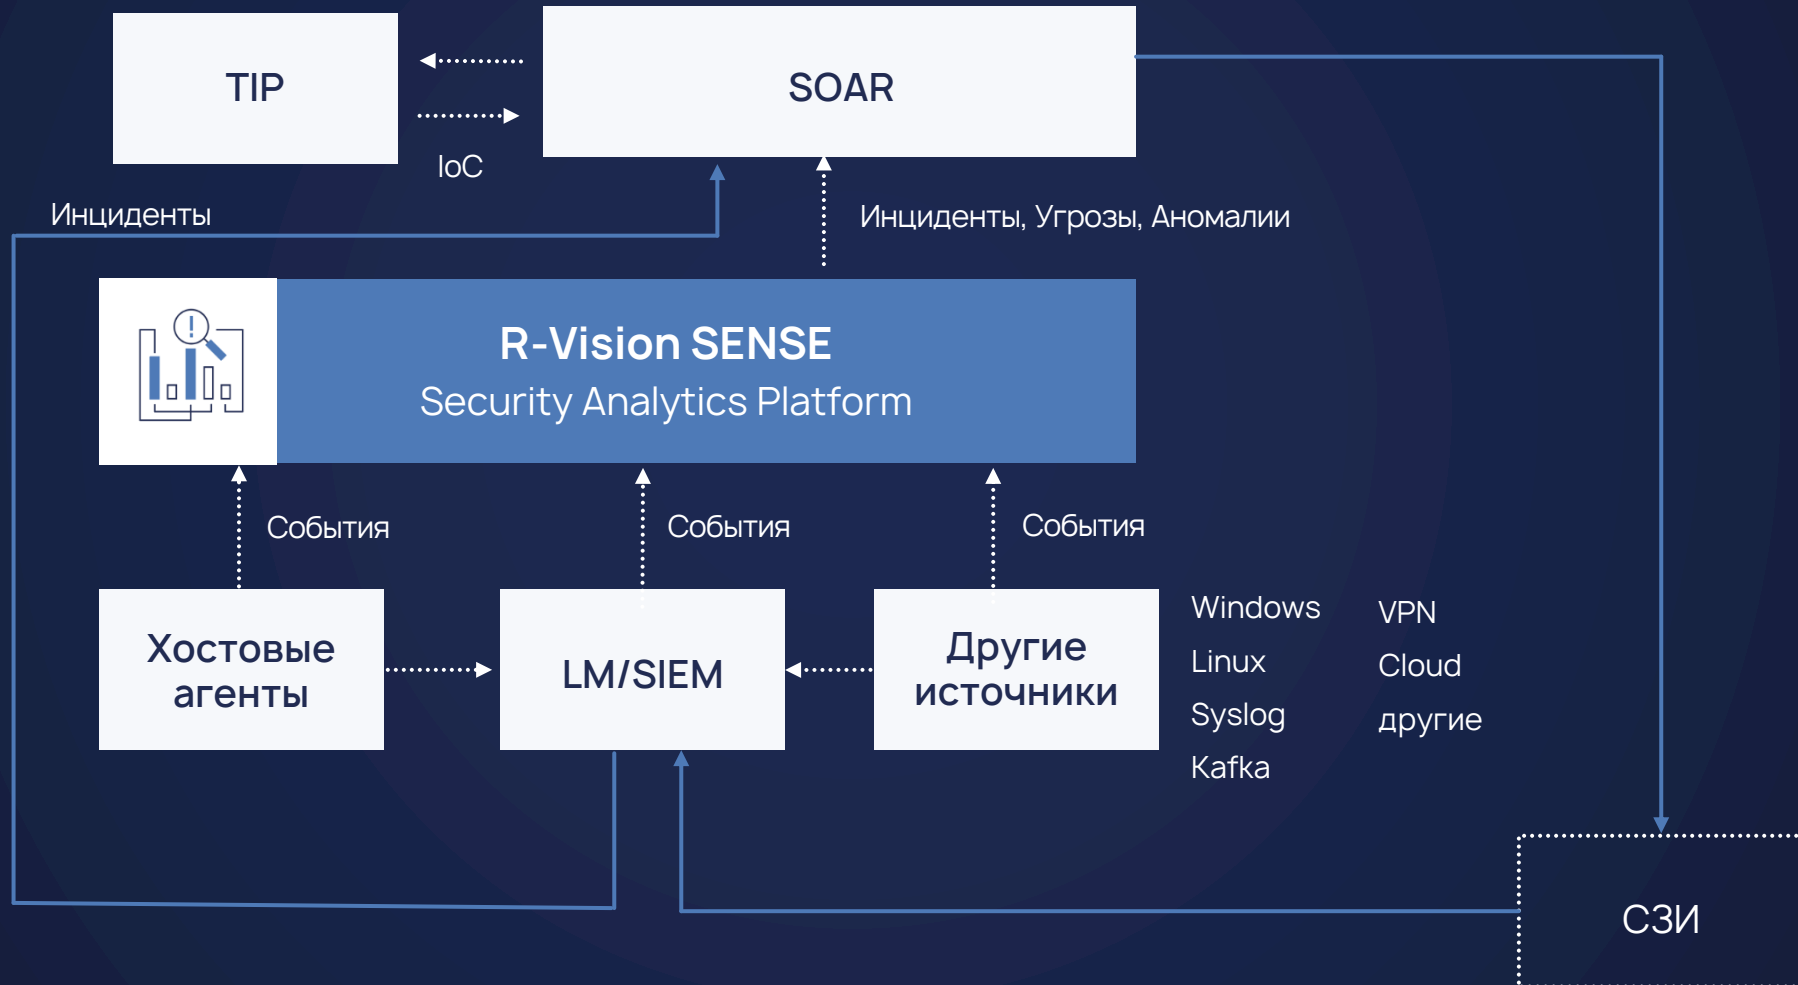 TIP
SOAR
IoC
Инциденты
Инциденты, Угрозы, Аномалии
R-Vision SENSE
Security Analytics Platform
События
События
События
Хостовые
агенты
LM/SIEM
Другие
источники
Windows
Linux
Syslog
Kafka
VPN
Cloud
другие
СЗИ